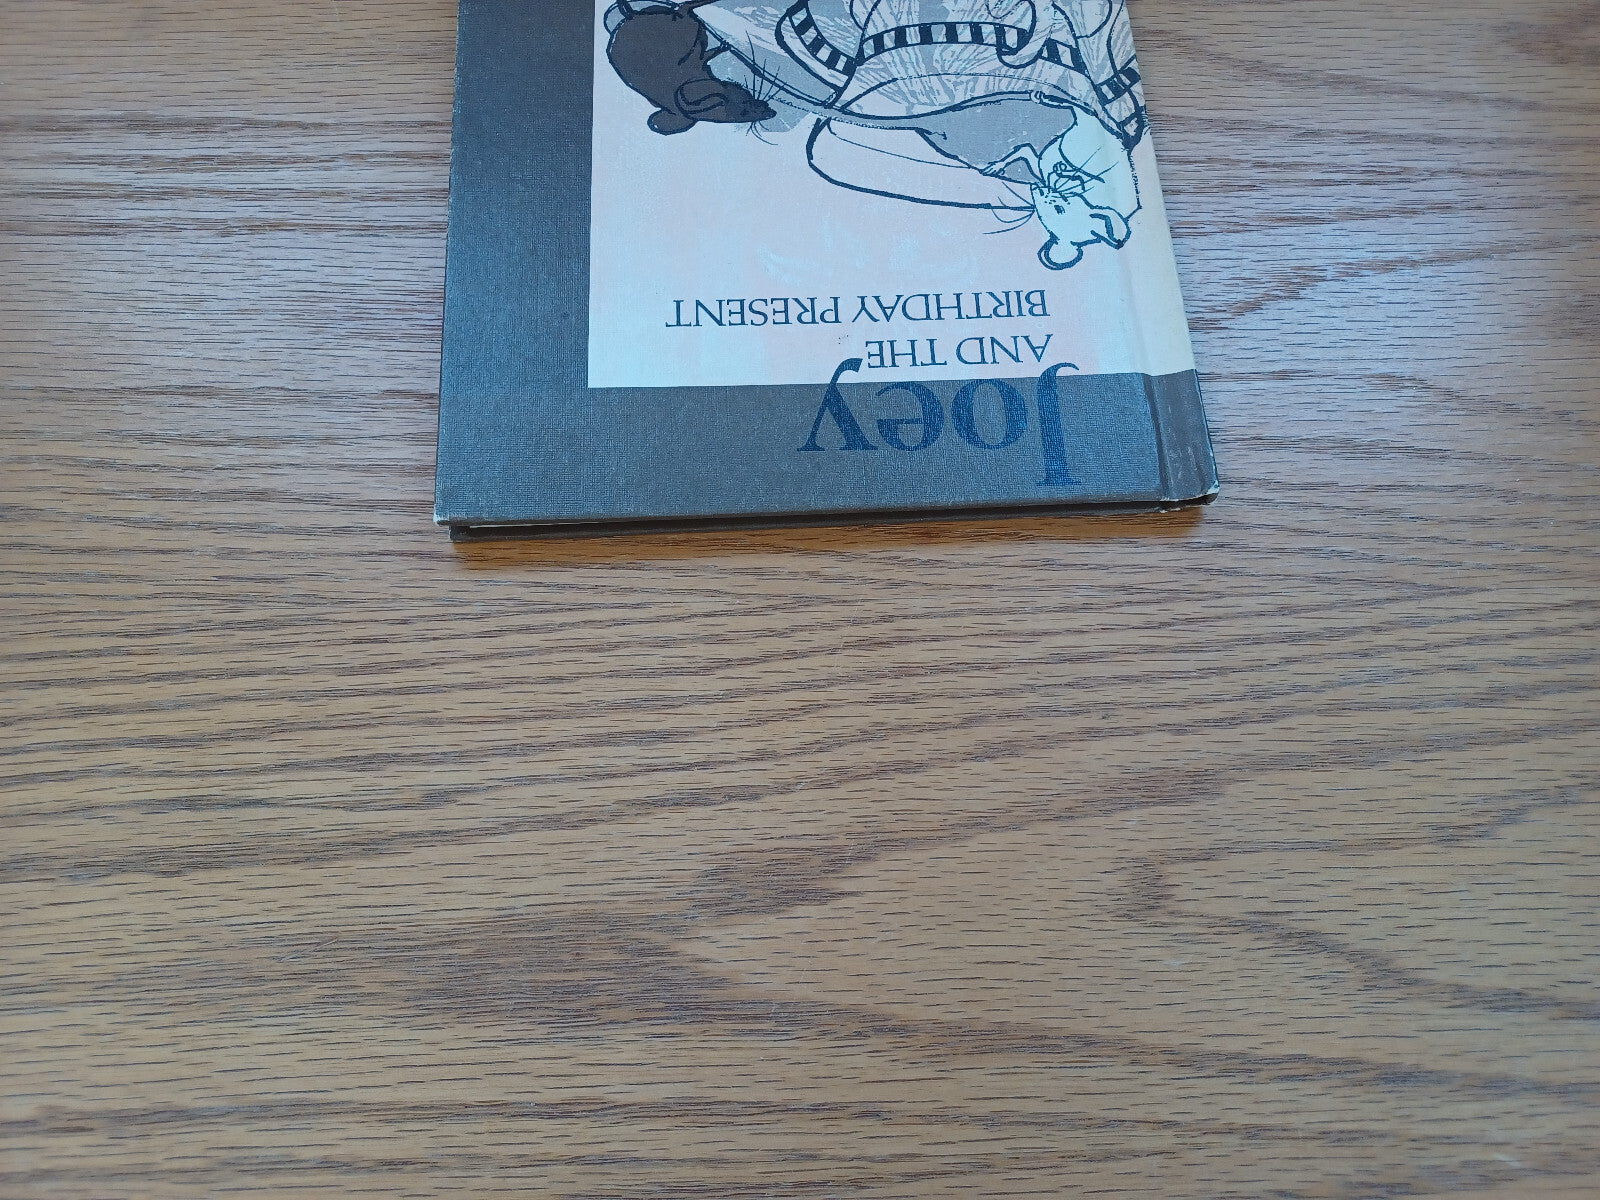 Joey
AND THE
BIRTHDAY PRESENT